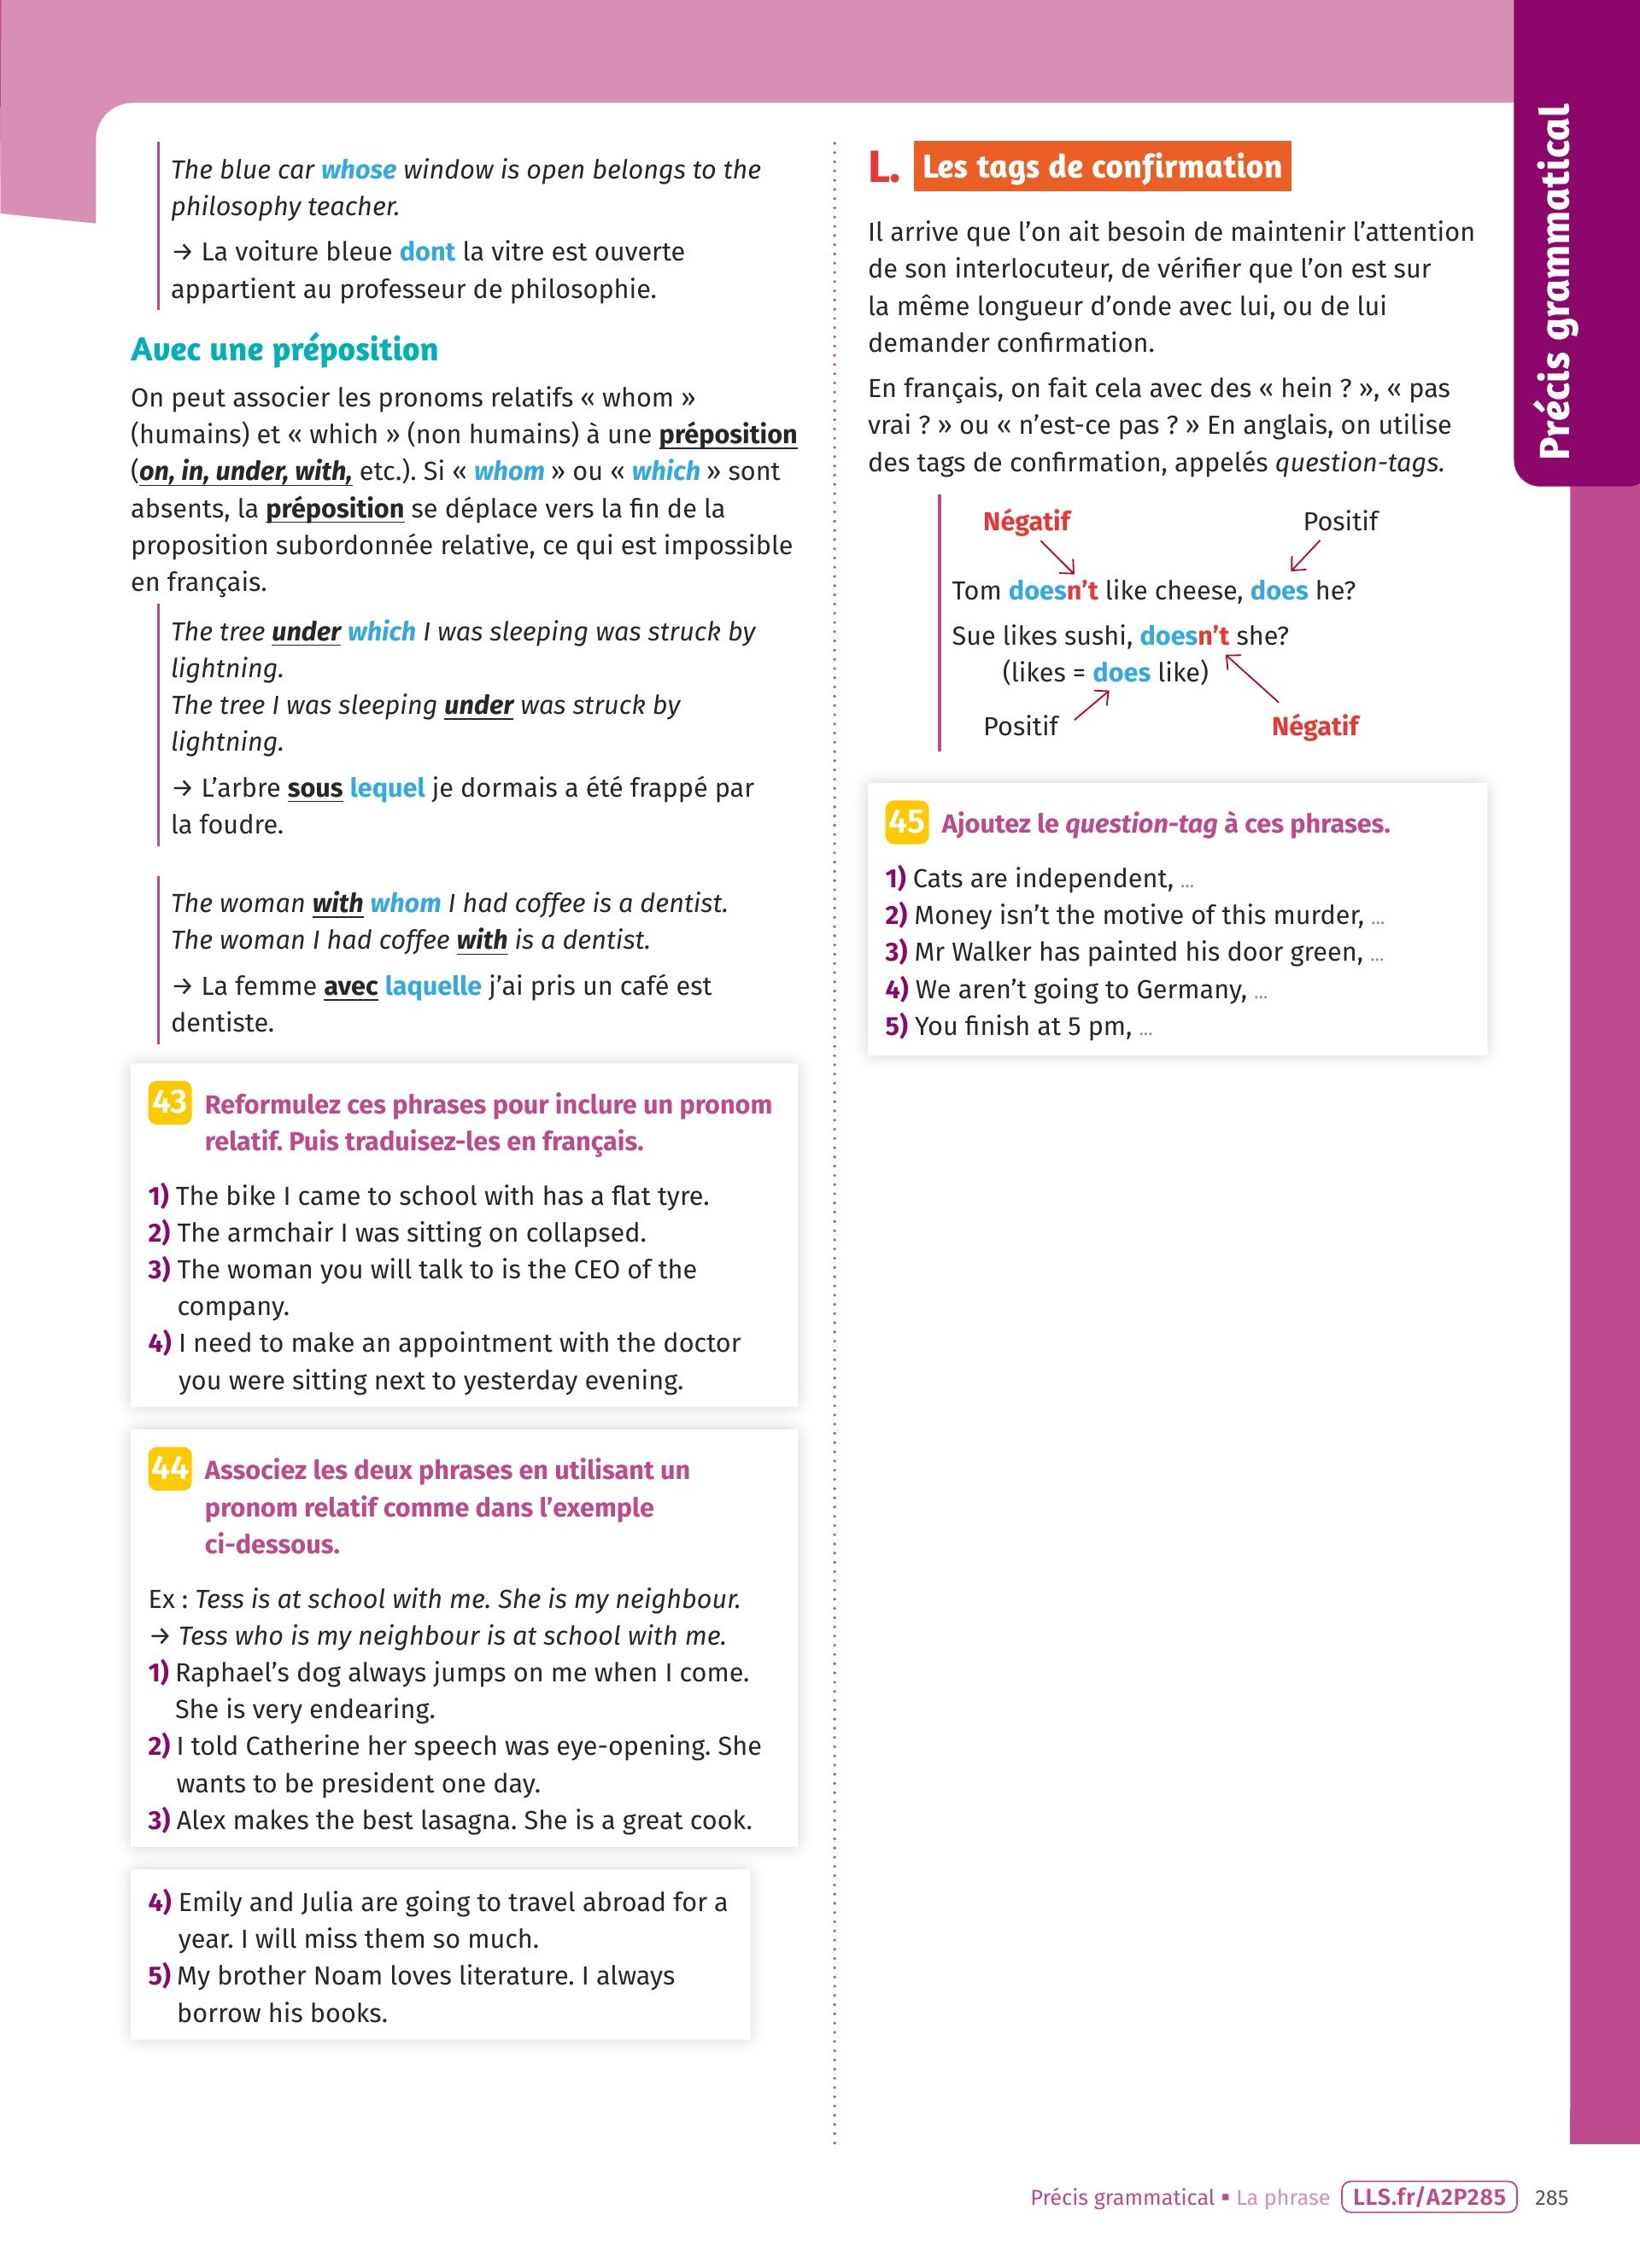 The blue car whose window is open belongs to the
philosophy teacher.
→ La voiture bleue dont la vitre est ouverte
appartient au professeur de philosophie.
Avec une préposition
On peut associer les pronoms relatifs « whom »
(humains) et « which » (non humains) à une préposition
(on, in, under, with, etc.). Si « whom » ou « which » sont
absents, la préposition se déplace vers la fin de la
proposition subordonnée relative, ce qui est impossible
en français.
The tree under which I was sleeping was struck by
lightning.
The tree I was sleeping under was struck by
lightning.
→ L’arbre sous lequel je dormais a été frappé par
la foudre.
The woman with whom I had coffee is a dentist.
The woman I had coffee with is a dentist.
→ La femme avec laquelle j’ai pris un café est
dentiste.
43 Reformulez ces phrases pour inclure un pronom
relatif. Puis traduisez-les en français.
1) The bike I came to school with has a flat tyre.
2) The armchair I was sitting on collapsed.
3) The woman you will talk to is the CEO of the
company.
4) I need to make an appointment with the doctor
you were sitting next to yesterday evening.
44 Associez les deux phrases en utilisant un
pronom relatif comme dans l’exemple
ci-dessous.
Ex : Tess is at school with me. She is my neighbour.
→ Tess who is my neighbour is at school with me.
1) Raphael’s dog always jumps on me when I come.
She is very endearing.
2) I told Catherine her speech was eye-opening. She
wants to be president one day.
3) Alex makes the best lasagna. She is a great cook.
4) Emily and Julia are going to travel abroad for a
year. I will miss them so much.
5) My brother Noam loves literature. I always
borrow his books.
L. Les tags de confirmation
Il arrive que l’on ait besoin de maintenir l’attention
de son interlocuteur, de vérifier que l’on est sur
la même longueur d’onde avec lui, ou de lui
demander confirmation.
En français, on fait cela avec des « hein ? », « pas
vrai ? » ou « n’est-ce pas ? » En anglais, on utilise
des tags de confirmation, appelés question-tags.
Négatif Positif
Tom doesn’t like cheese, does he?
Sue likes sushi, doesn’t she?
(likes = does like)
Positif Négatif
45 Ajoutez le question-tag à ces phrases.
1) Cats are independent, ...
2) Money isn’t the motive of this murder, ...
3) Mr Walker has painted his door green, ...
4) We aren’t going to Germany, ...
5) You finish at 5 pm, ...
Précis grammatical
Précis grammatical ▪ La phrase LLS.fr/A2P285 285